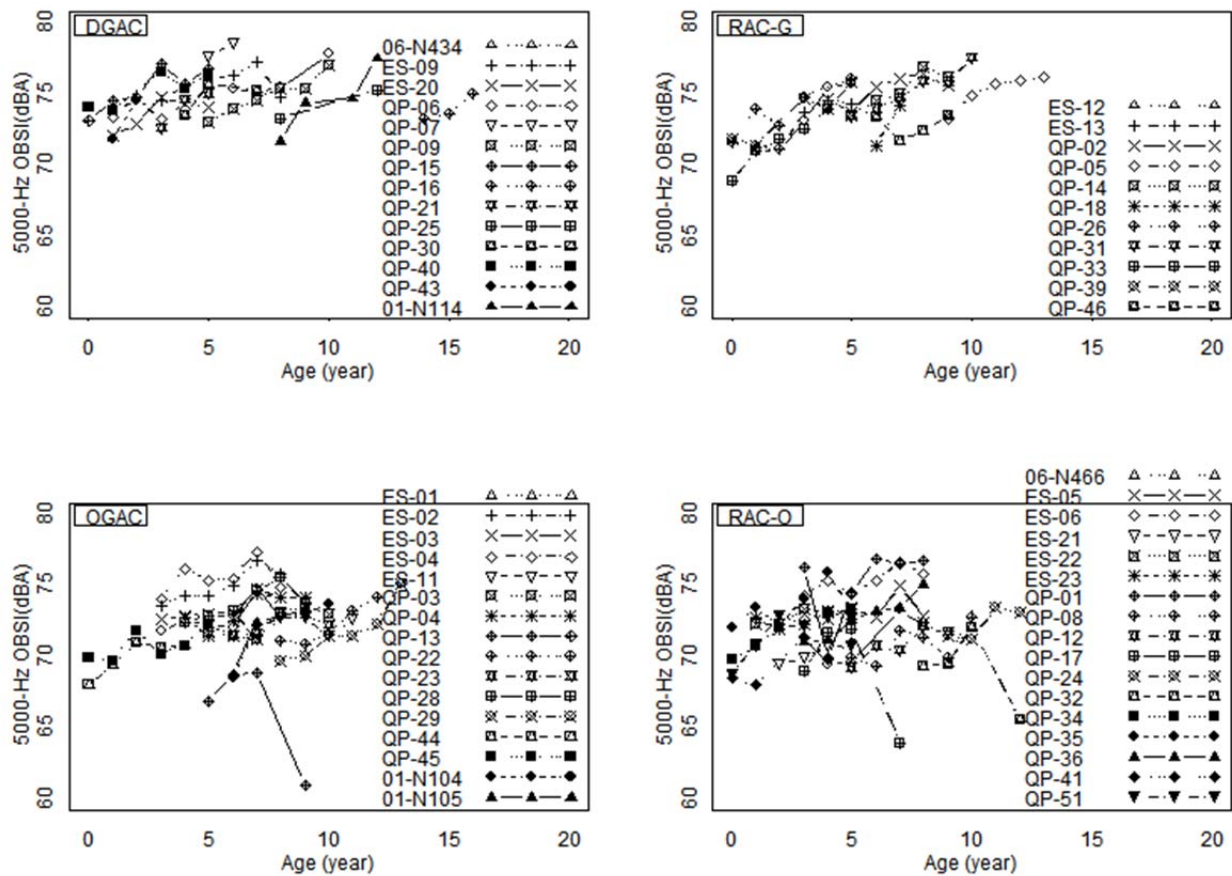 DGAC
80
75
70
65
60
5000-Hz OBSI(dBA)
06-N434
ES-09
ES-20
QP-06
QP-07
QP-09
QP-15
QP-16
QP-21
QP-25
QP-30
QP-40
QP-43
01-N114
0 5 10 15 20
Age (year)
RAC-G
80
75
70
65
60
5000-Hz OBSI(dBA)
ES-12
ES-13
QP-02
QP-05
QP-14
QP-18
QP-26
QP-31
QP-33
QP-39
QP-46
0 5 10 15 20
Age (year)
OGAC
80
75
70
65
60
5000-Hz OBSI(dBA)
ES-01
ES-02
ES-03
ES-04
ES-11
QP-03
QP-04
QP-13
QP-22
QP-23
QP-28
QP-29
QP-44
QP-45
01-N104
01-N105
0 5 10 15 20
Age (year)
RAC-O
80
75
70
65
60
5000-Hz OBSI(dBA)
06-N466
ES-05
ES-06
ES-21
ES-22
ES-23
QP-01
QP-08
QP-12
QP-17
QP-24
QP-32
QP-34
QP-35
QP-36
QP-41
QP-51
0 5 10 15 20
Age (year)